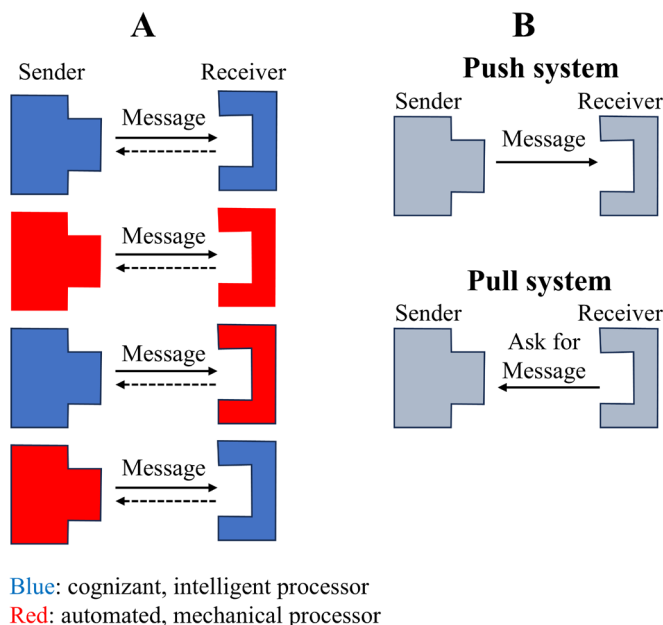 A
Sender
Receiver
Message
Message
Message
Message
Blue: cognizant, intelligent processor
Red: automated, mechanical processor
B
Push system
Sender
Receiver
Message
Pull system
Sender
Receiver
Ask for
Message